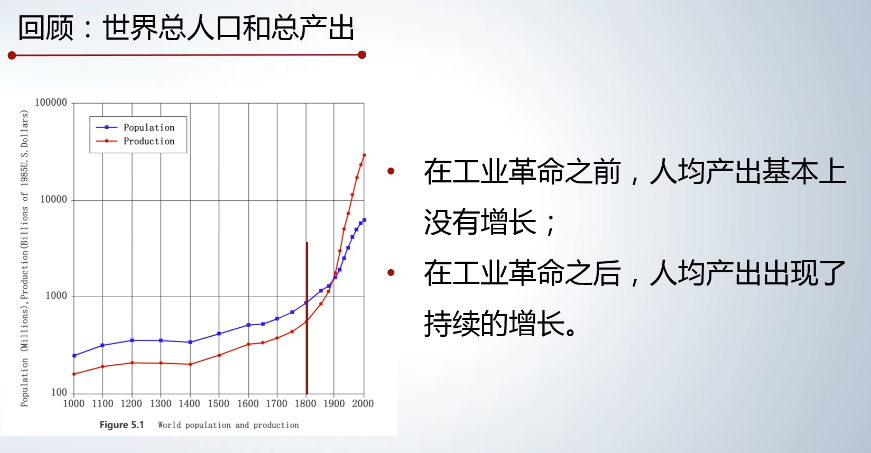 回顾：世界总人口和总产出
100000
10000
1000
100
Population (Millions),Production(Billions of 1985U.S.Dollars)
Population
Production
1000 1100 1200 1300 1400 1500 1600 1700 1800 1900 2000
Figure 5.1 World population and production
• 在工业革命之前，人均产出基本上
没有增长；
• 在工业革命之后，人均产出出现了
持续的增长。